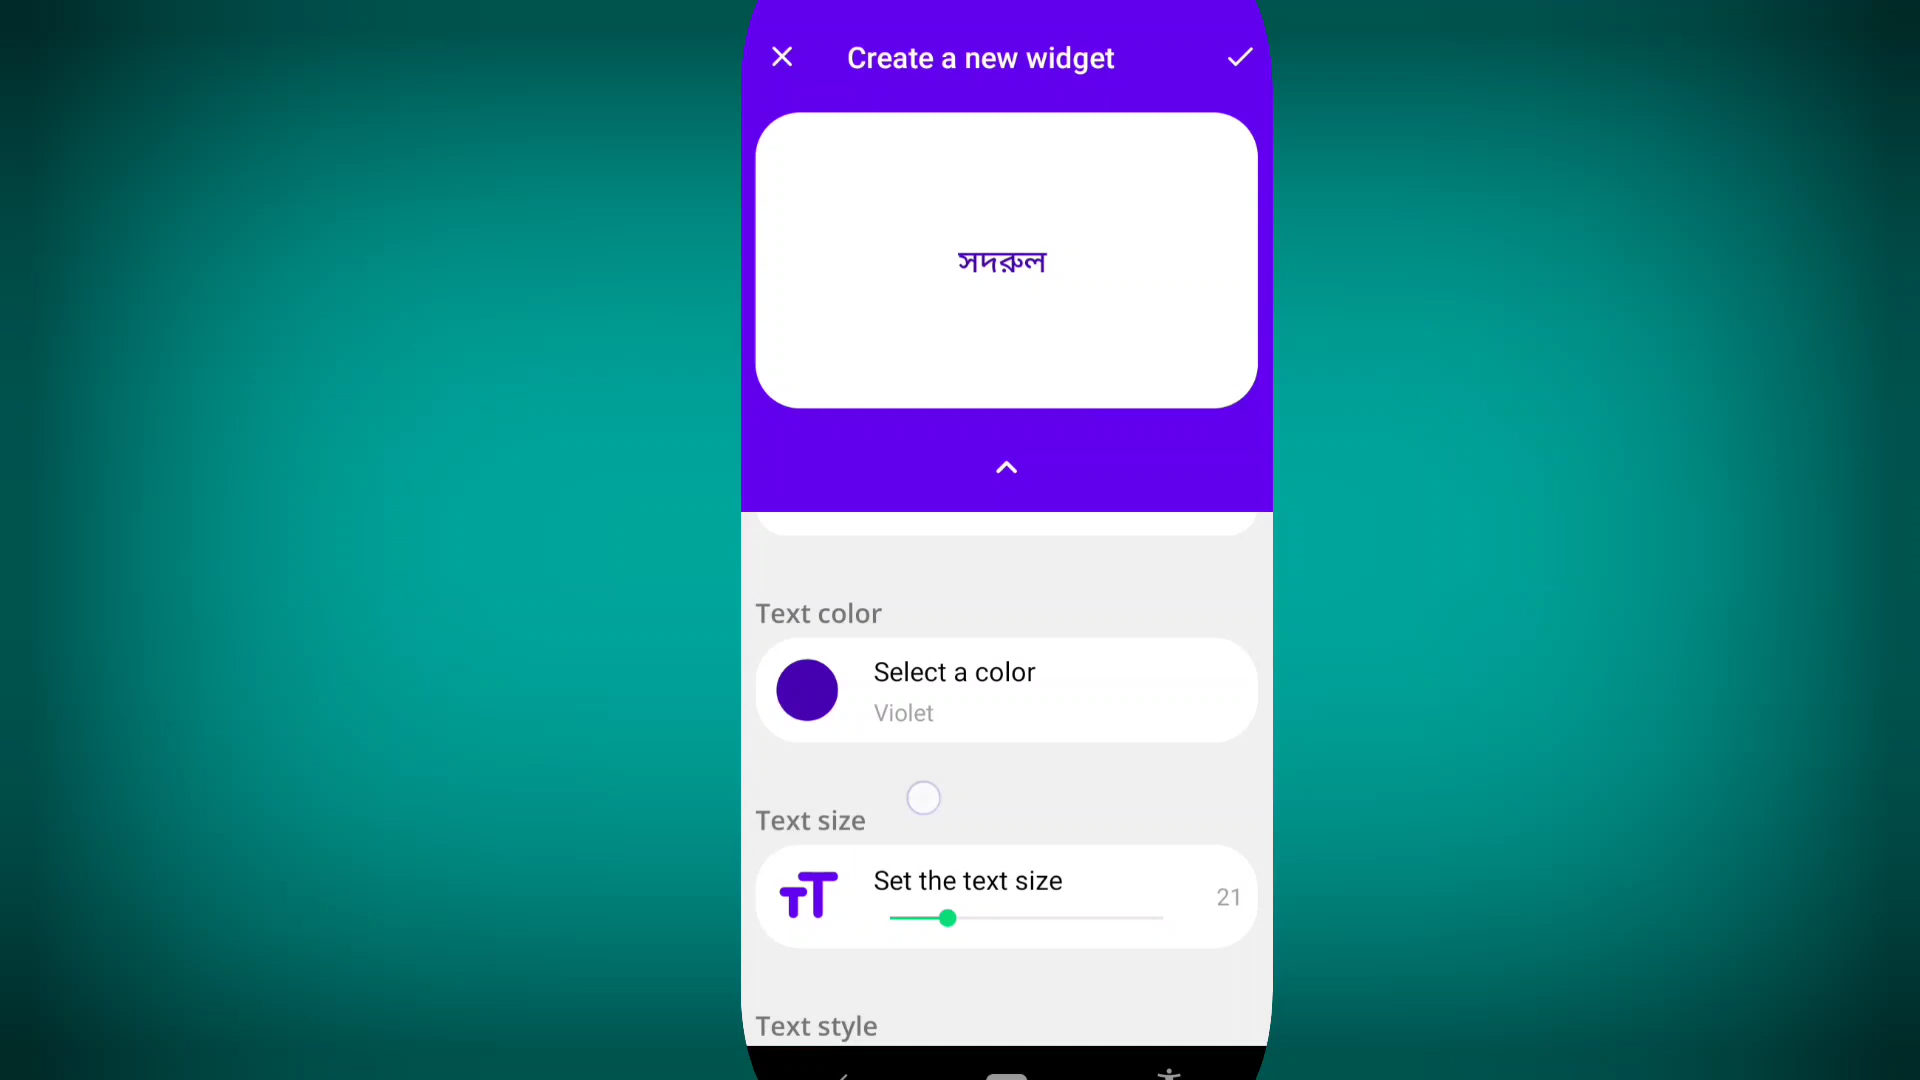 Create a new widget
সদরুল
Text color
Select a color
Violet
Text size
Set the text size
21
Text style